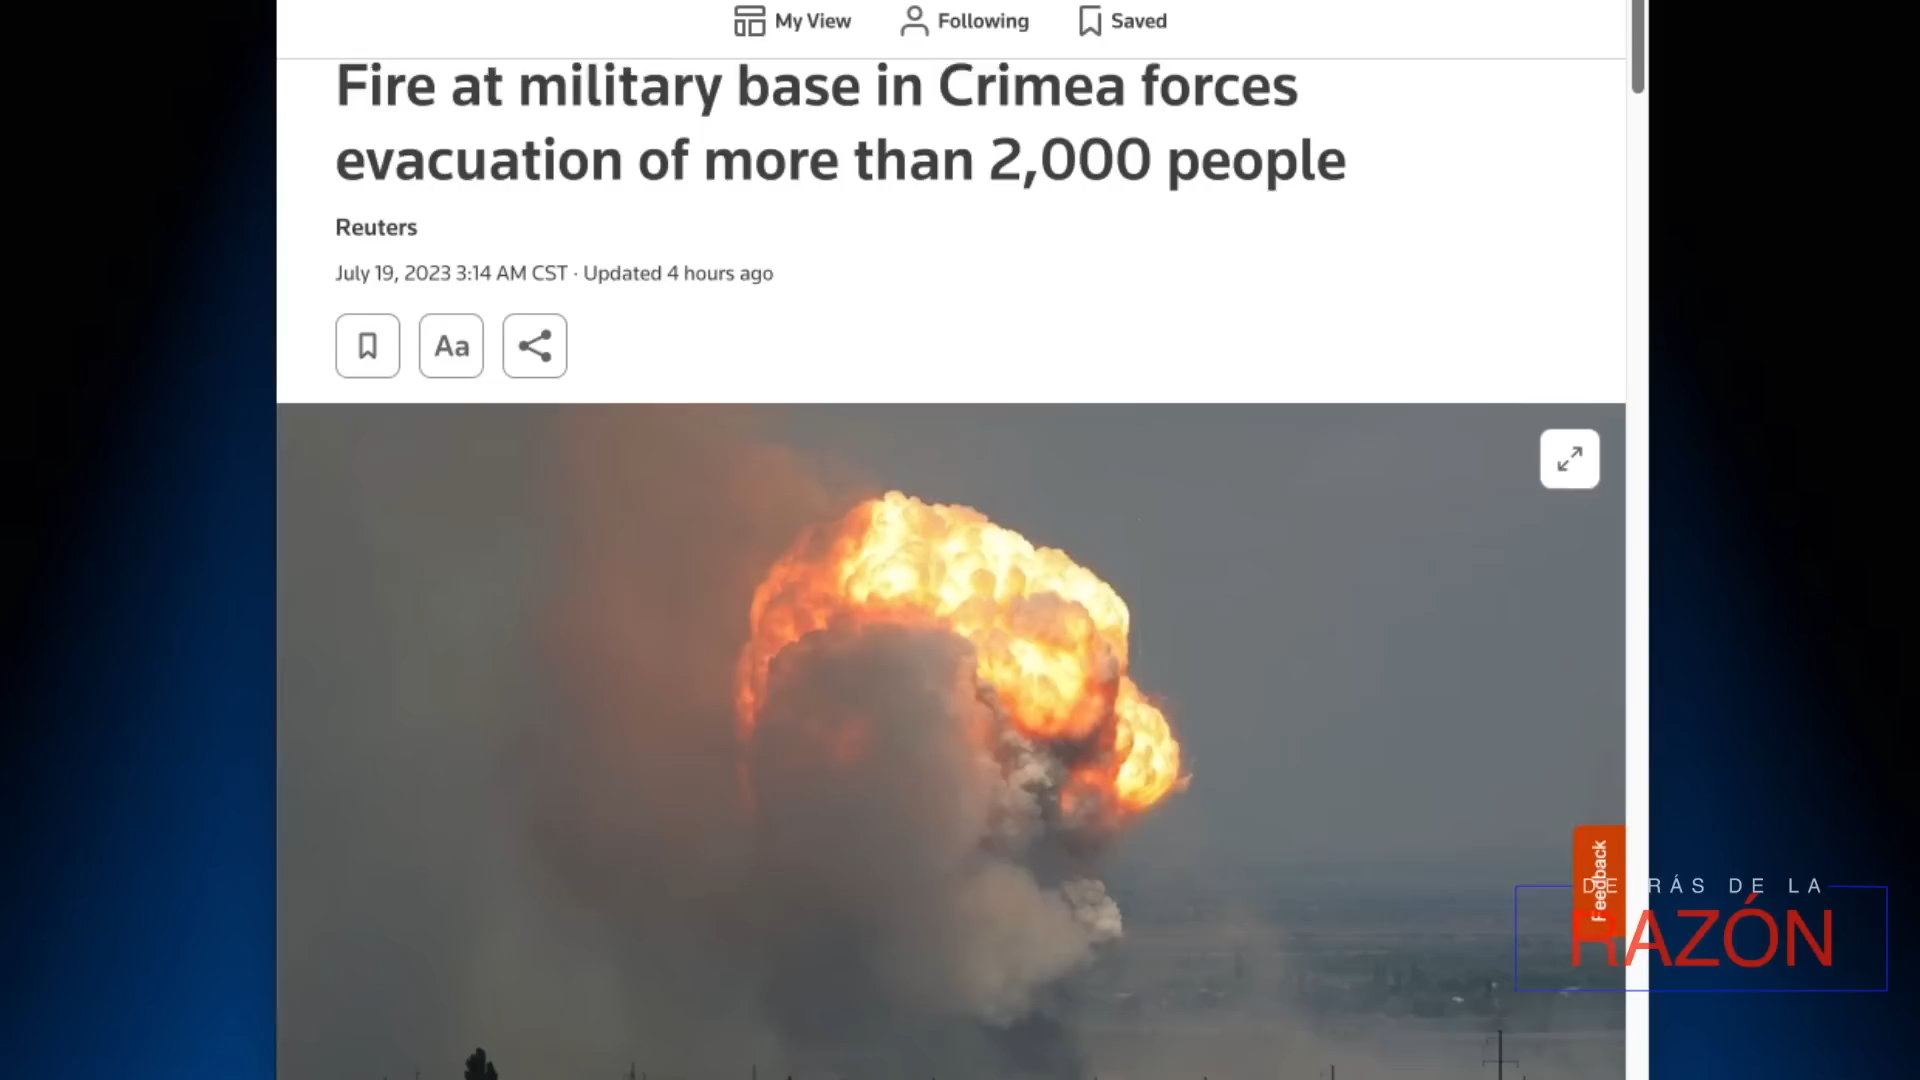 My View
Following
Saved
Fire at military base in Crimea forces
evacuation of more than 2,000 people
Reuters
July 19, 2023 3:14 AM CST · Updated 4 hours ago
Aa
Feedback
DETRÁS DE LA
RAZÓN